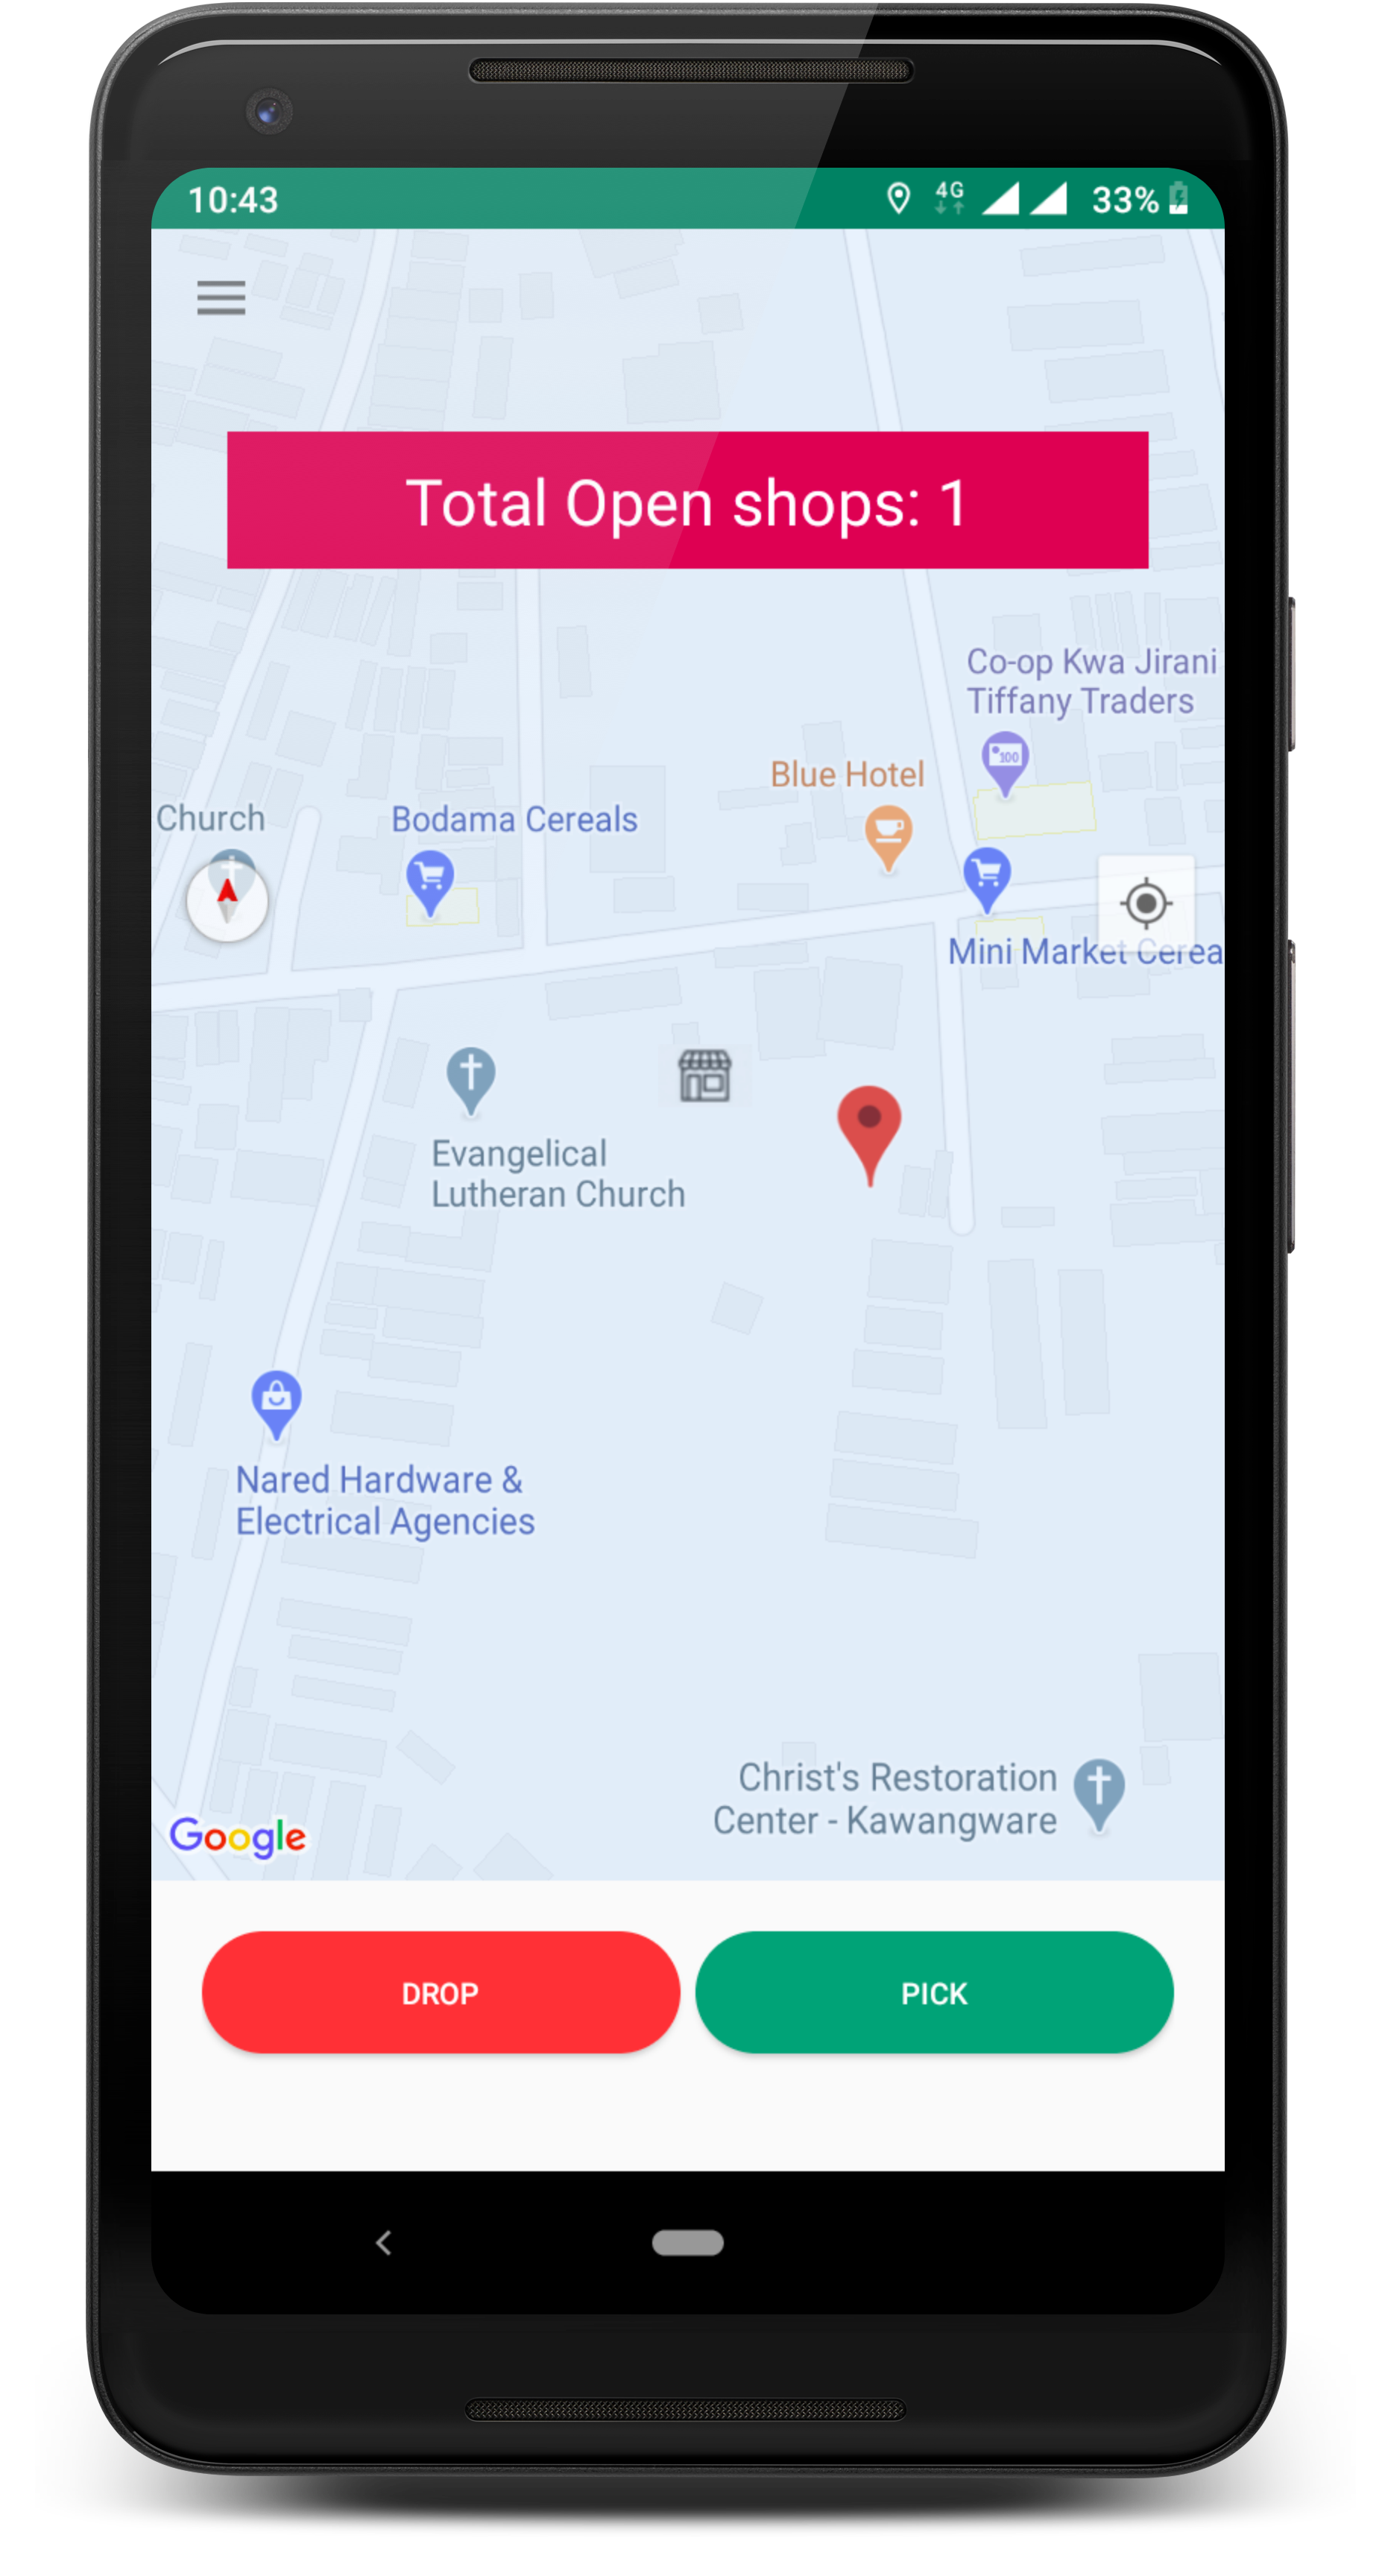 10:43
4G
33%
Total Open shops: 1
Co-op Kwa Jirani
Tiffany Traders
100
Blue Hotel
Church
Bodama Cereals
Mini Market Cerea
Evangelical
Lutheran Church
Nared Hardware &
Electrical Agencies
Christ's Restoration
Center - Kawangware
Google
DROP
PICK